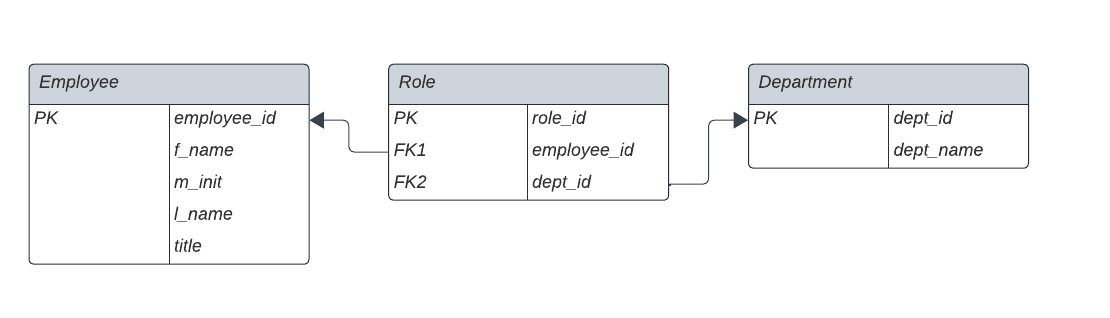 Employee
PK employee_id
f_name
m_init
l_name
title
Role
PK role_id
FK1 employee_id
FK2 dept_id
Department
PK dept_id
dept_name